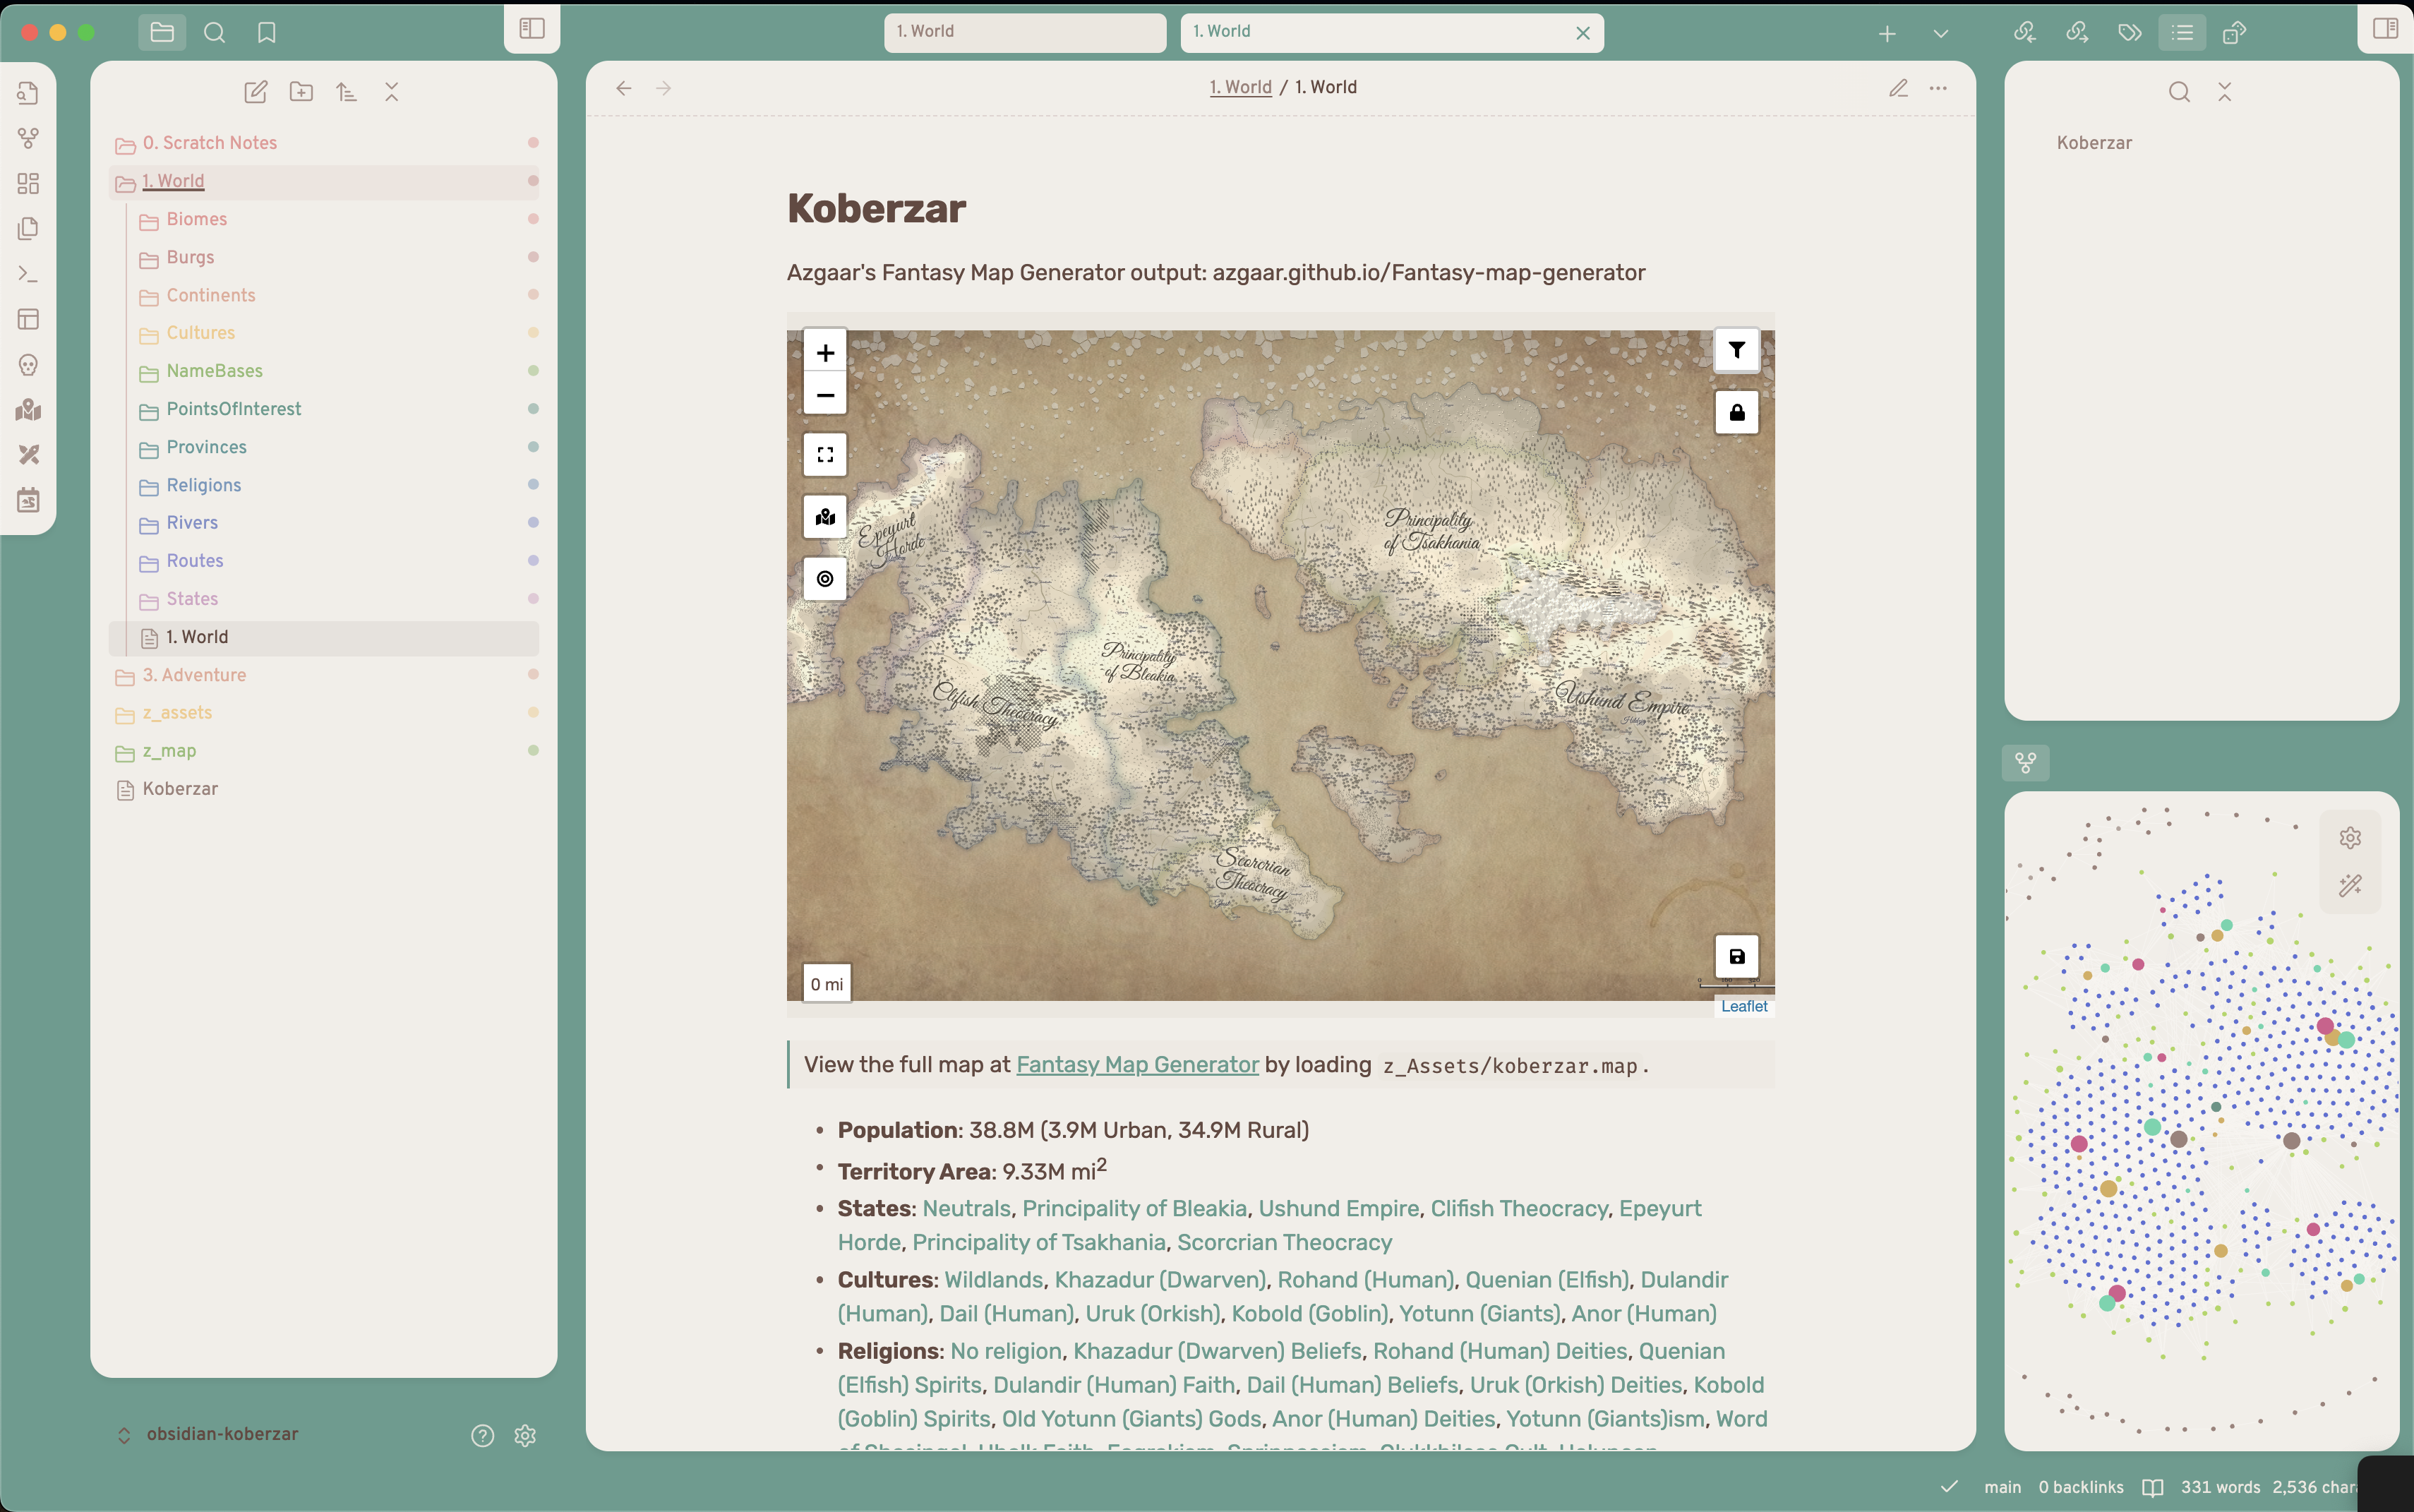 1. World
1. World
0. Scratch Notes
1. World
Biomes
Burgs
Continents
Cultures
NameBases
PointsOfInterest
Provinces
Religions
Rivers
Routes
States
1. World
3. Adventure
z_assets
z_map
Koberzar
obsidian-koberzar
1. World / 1. World
Koberzar
Azgaar's Fantasy Map Generator output: azgaar.github.io/Fantasy-map-generator
Epeyurt
Horde
Principality
of Tsakhania
Principality
of Bleakia
Clifish Theocracy
Ushund Empire
Scorcrian
Theocracy
0 mi
Leaflet
View the full map at Fantasy Map Generator by loading z_Assets/koberzar.map.
• Population: 38.8M (3.9M Urban, 34.9M Rural)
• Territory Area: 9.33M mi²
• States: Neutrals, Principality of Bleakia, Ushund Empire, Clifish Theocracy, Epeyurt
Horde, Principality of Tsakhania, Scorcrian Theocracy
• Cultures: Wildlands, Khazadur (Dwarven), Rohand (Human), Quenian (Elfish), Dulandir
(Human), Dail (Human), Uruk (Orkish), Kobold (Goblin), Yotunn (Giants), Anor (Human)
• Religions: No religion, Khazadur (Dwarven) Beliefs, Rohand (Human) Deities, Quenian
(Elfish) Spirits, Dulandir (Human) Faith, Dail (Human) Beliefs, Uruk (Orkish) Deities, Kobold
(Goblin) Spirits, Old Yotunn (Giants) Gods, Anor (Human) Deities, Yotunn (Giants)ism, Word
Koberzar
main 0 backlinks 331 words 2,536 chara